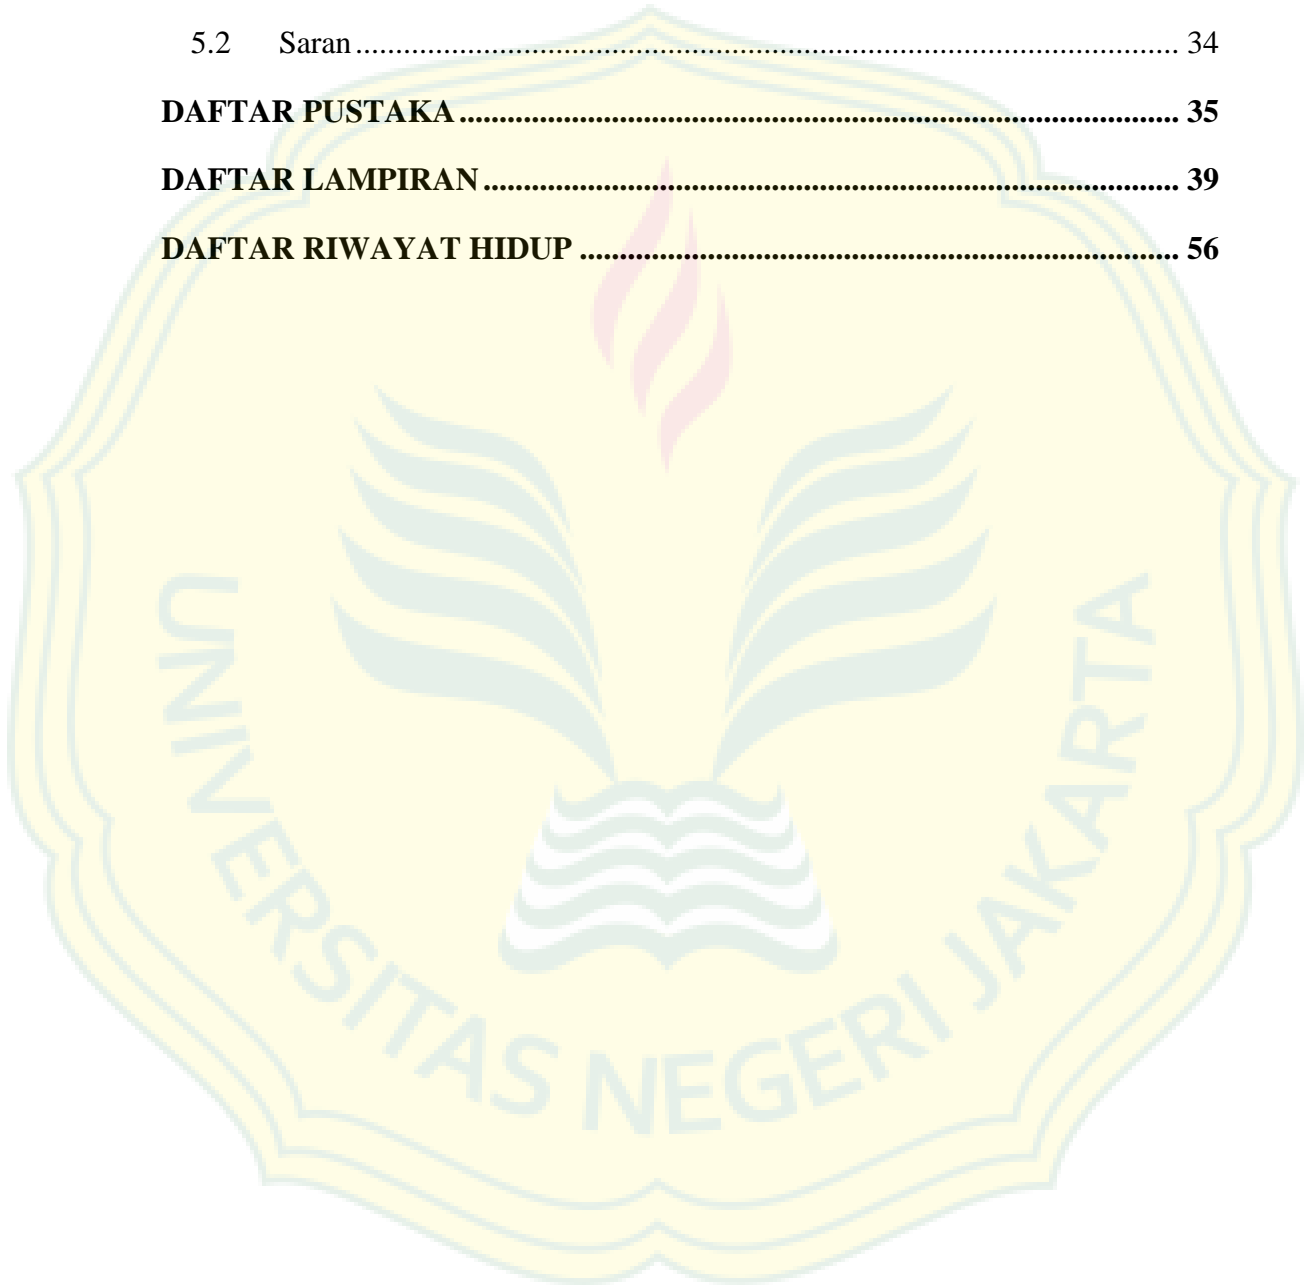 5.2 Saran ........................................................................................................ 34
DAFTAR PUSTAKA .......................................................................................... 35
DAFTAR LAMPIRAN ....................................................................................... 39
DAFTAR RIWAYAT HIDUP ........................................................................... 56
UNIVERSITAS NEGERI JAKARTA